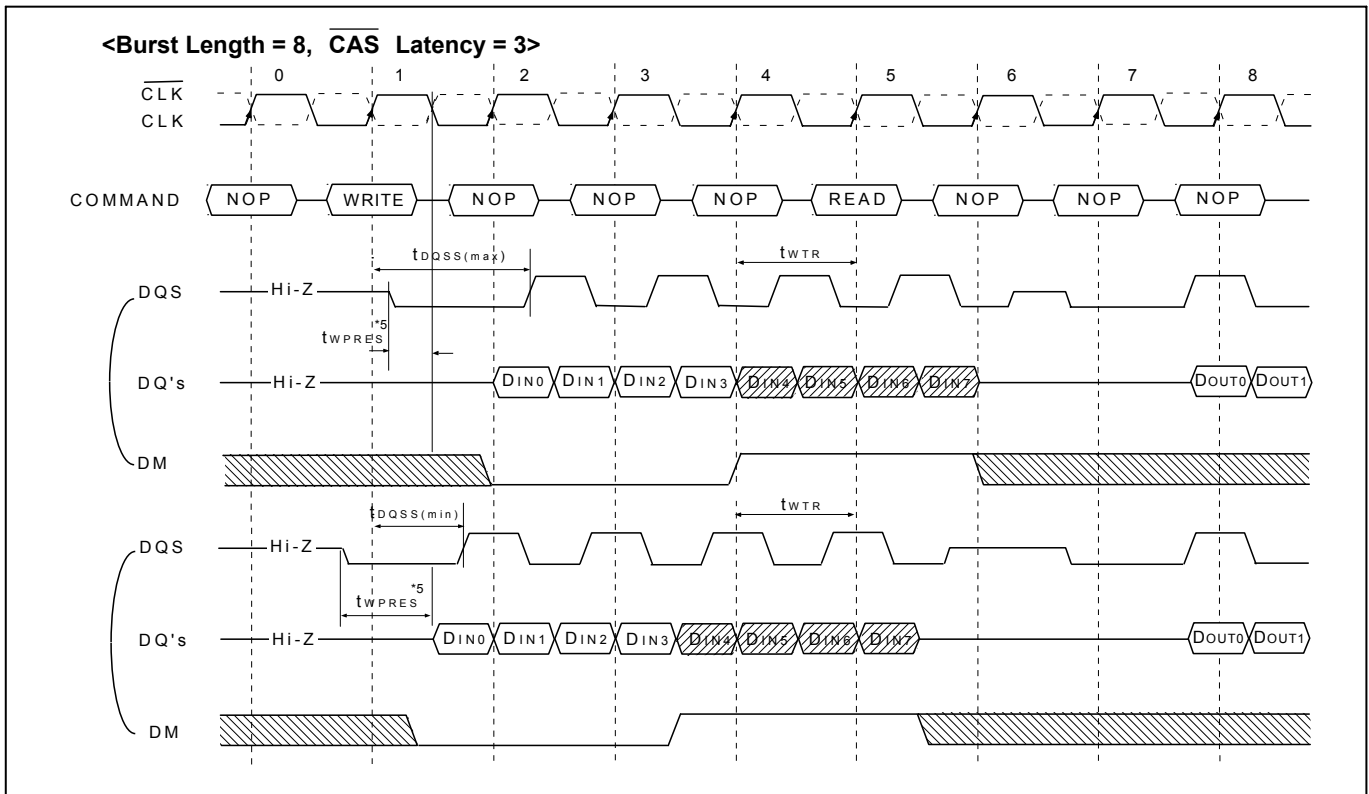 <Burst Length = 8, CAS Latency = 3>
0 1 2 3 4 5 6 7 8
CLK
CLK
COMMAND NOP WRITE NOP NOP NOP READ NOP NOP NOP
tDQSS(max) tWTR
DQS Hi-Z
tWPRES*5
DQ's Hi-Z DIN0 DIN1 DIN2 DIN3 DIN4 DIN5 DIN6 DIN7 DOUT0 DOUT1
DM
tDQSS(min) tWTR
DQS Hi-Z
tWPRES*5
DQ's Hi-Z DIN0 DIN1 DIN2 DIN3 DIN4 DIN5 DIN6 DIN7 DOUT0 DOUT1
DM